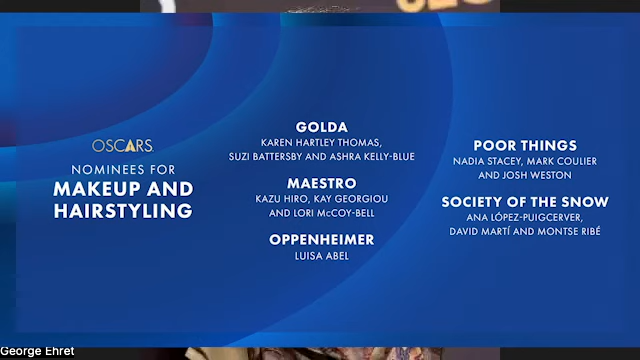 OSCARS
NOMINEES FOR
MAKEUP AND
HAIRSTYLING
GOLDA
KAREN HARTLEY THOMAS,
SUZI BATTERSBY AND ASHRA KELLY-BLUE
MAESTRO
KAZU HIRO, KAY GEORGIOU
AND LORI McCOY-BELL
OPPENHEIMER
LUISA ABEL
POOR THINGS
NADIA STACEY, MARK COULIER
AND JOSH WESTON
SOCIETY OF THE SNOW
ANA LÓPEZ-PUIGCERVER,
DAVID MARTÍ AND MONTSE RIBÉ
George Ehret